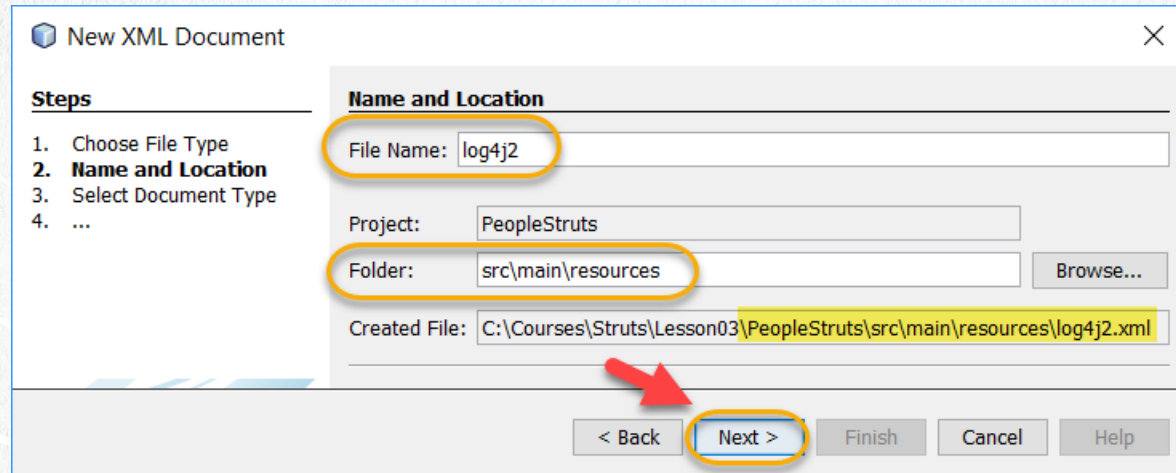 New XML Document
Steps
1. Choose File Type
2. Name and Location
3. Select Document Type
4. ...
Name and Location
File Name: log4j2
Project: PeopleStruts
Folder: src\main\resources Browse...
Created File: C:\Courses\Struts\Lesson03\PeopleStruts\src\main\resources\log4j2.xml
< Back Next > Finish Cancel Help